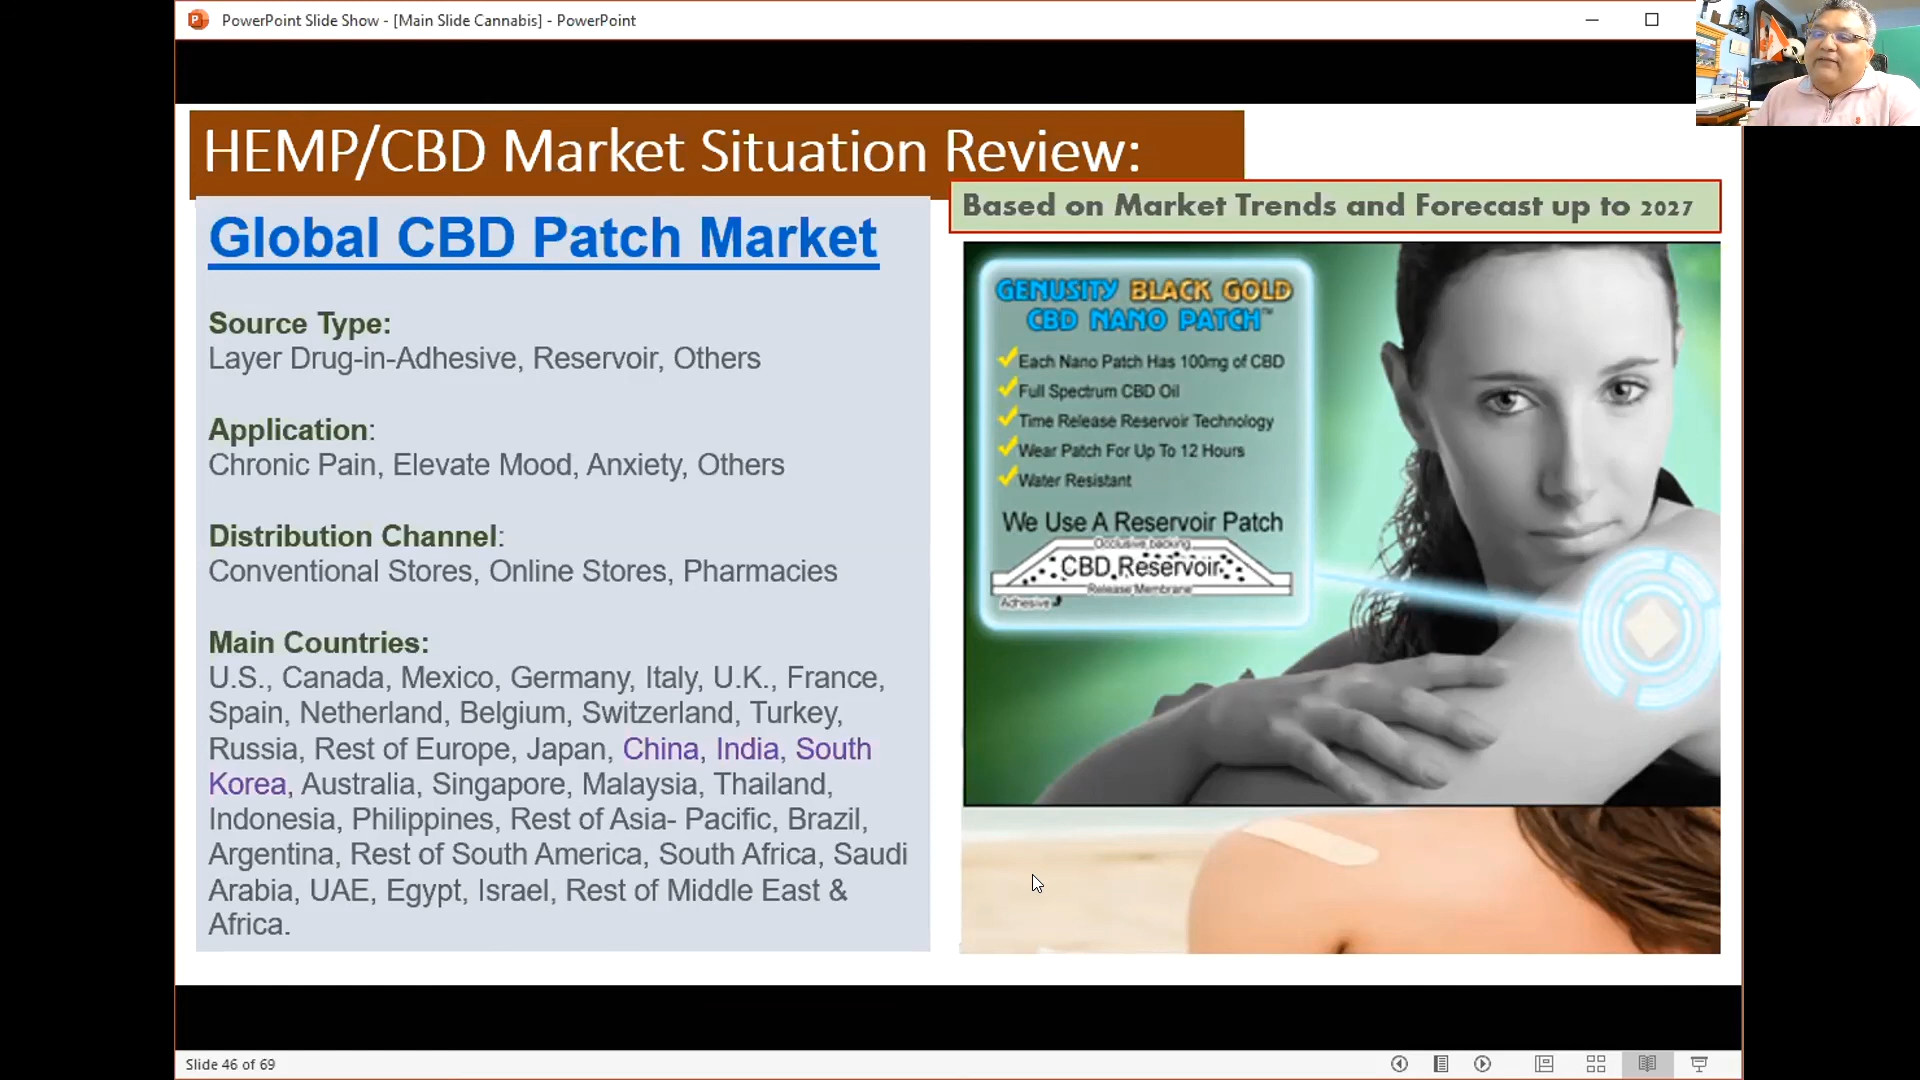 PowerPoint Slide Show - [Main Slide Cannabis] - PowerPoint
HEMP/CBD Market Situation Review:
Based on Market Trends and Forecast up to 2027
Global CBD Patch Market
Source Type:
Layer Drug-in-Adhesive, Reservoir, Others
Application:
Chronic Pain, Elevate Mood, Anxiety, Others
Distribution Channel:
Conventional Stores, Online Stores, Pharmacies
Main Countries:
U.S., Canada, Mexico, Germany, Italy, U.K., France,
Spain, Netherland, Belgium, Switzerland, Turkey,
Russia, Rest of Europe, Japan, China, India, South
Korea, Australia, Singapore, Malaysia, Thailand,
Indonesia, Philippines, Rest of Asia- Pacific, Brazil,
Argentina, Rest of South America, South Africa, Saudi
Arabia, UAE, Egypt, Israel, Rest of Middle East &
Africa.
GENUSITY BLACK GOLD
CBD NANO PATCH™
Each Nano Patch Has 100mg of CBD
Full Spectrum CBD Oil
Time Release Reservoir Technology
Wear Patch For Up To 12 Hours
Water Resistant
We Use A Reservoir Patch
Occlusive backing
CBD Reservoir
Release Membrane
Adhesive
Slide 46 of 69